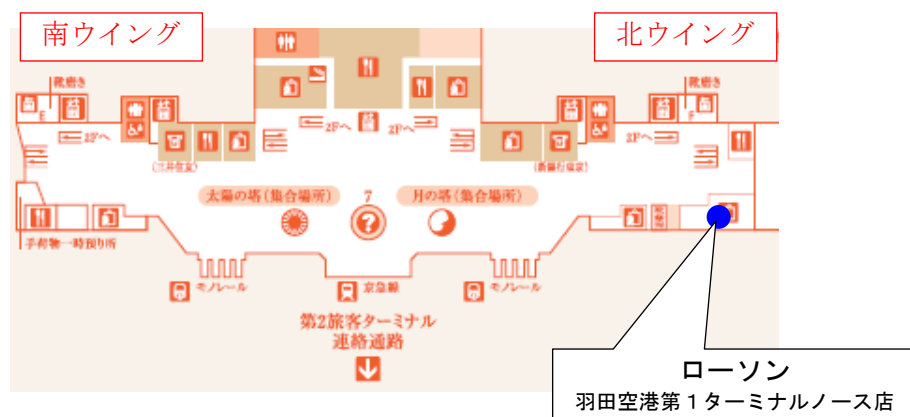 南ウイング
北ウイング
靴磨き
靴磨き
E
F
2Fへ
2Fへ
2Fへ
2Fへ
(三井住友)
(新銀行東京)
太陽の塔(集合場所)
7
月の塔(集合場所)
?
手荷物一時預り所
モノレール
京急線
モノレール
第2旅客ターミナル
連絡通路
ローソン
羽田空港第1ターミナルノース店